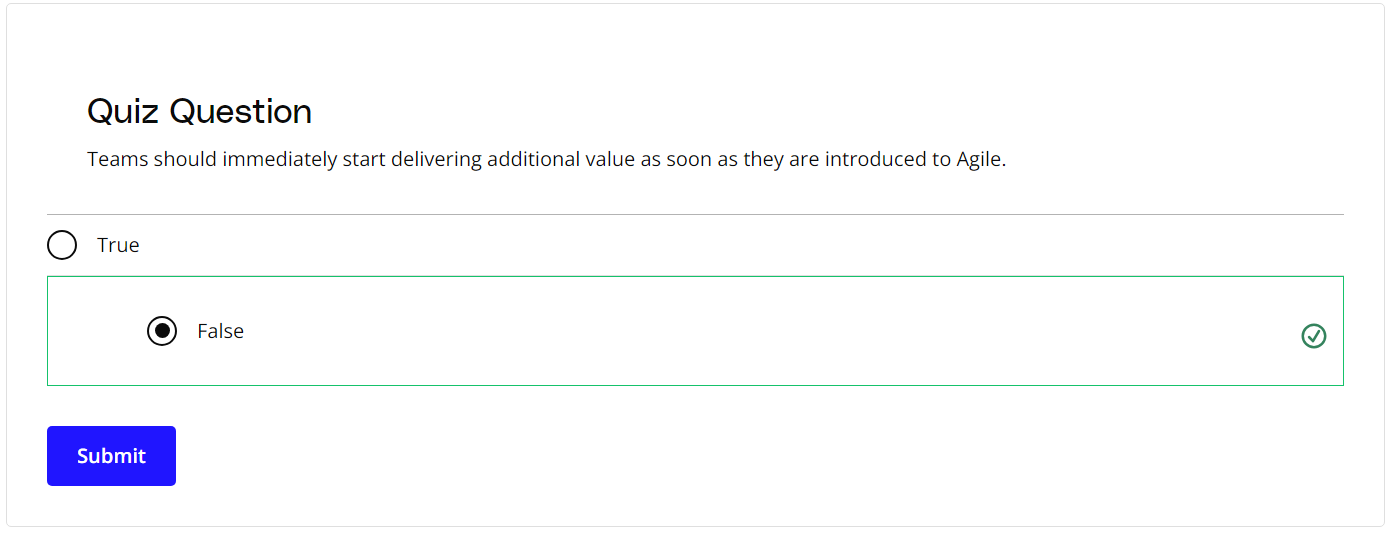 Quiz Question
Teams should immediately start delivering additional value as soon as they are introduced to Agile.
True
False
Submit